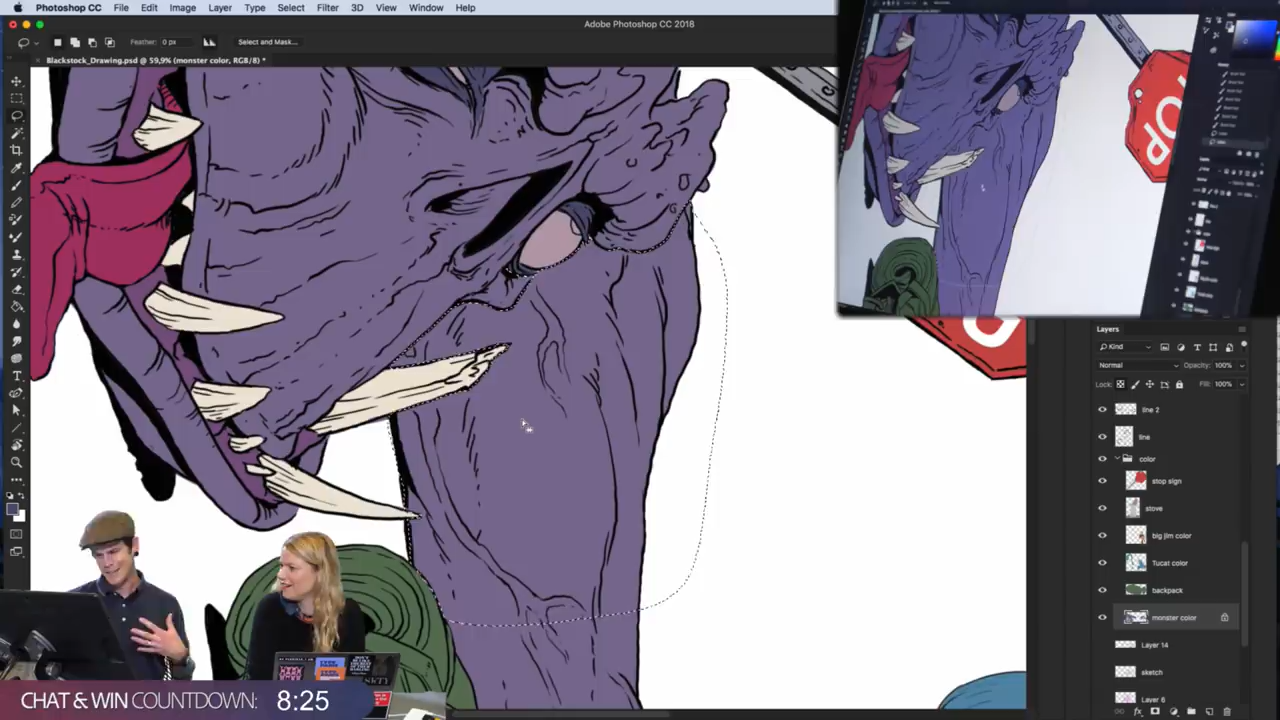 Photoshop CC File Edit Image Layer Type Select Filter 3D View Window Help
Adobe Photoshop CC 2018
Feather: 0 px Select and Mask...
Blackstock_Drawing.psd @ 59,9% (monster color, RGB/8) *
Layers
Kind
Normal Opacity: 100%
Lock: Fill: 100%
line 2
line
color
stop sign
stove
big jim color
Tucat color
backpack
monster color
Layer 14
sketch
Layer 6
CHAT & WIN COUNTDOWN: 8:25